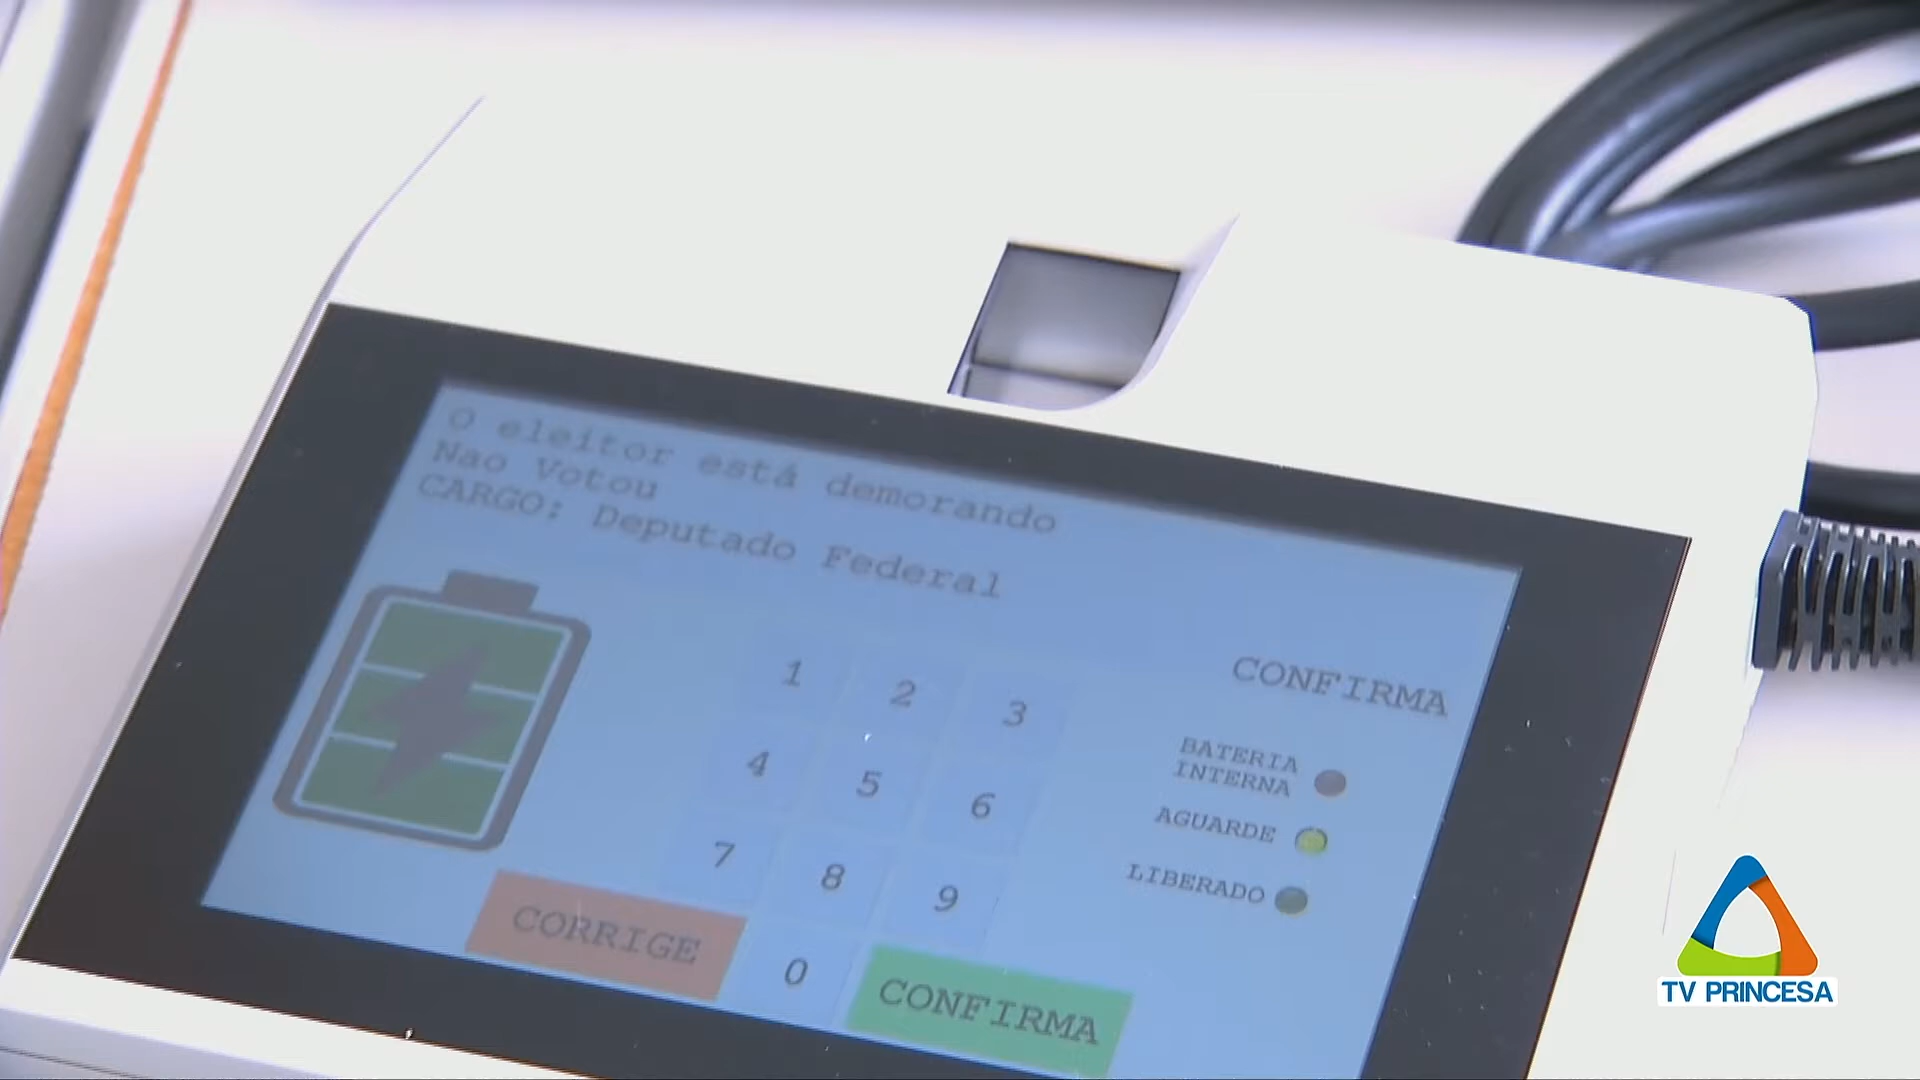 O eleitor está demorando
Nao Votou
CARGO: Deputado Federal
1 2 3
4 5 6
7 8 9
0
CORRIGE
CONFIRMA
CONFIRMA
BATERIA
INTERNA
AGUARDE
LIBERADO
TV PRINCESA